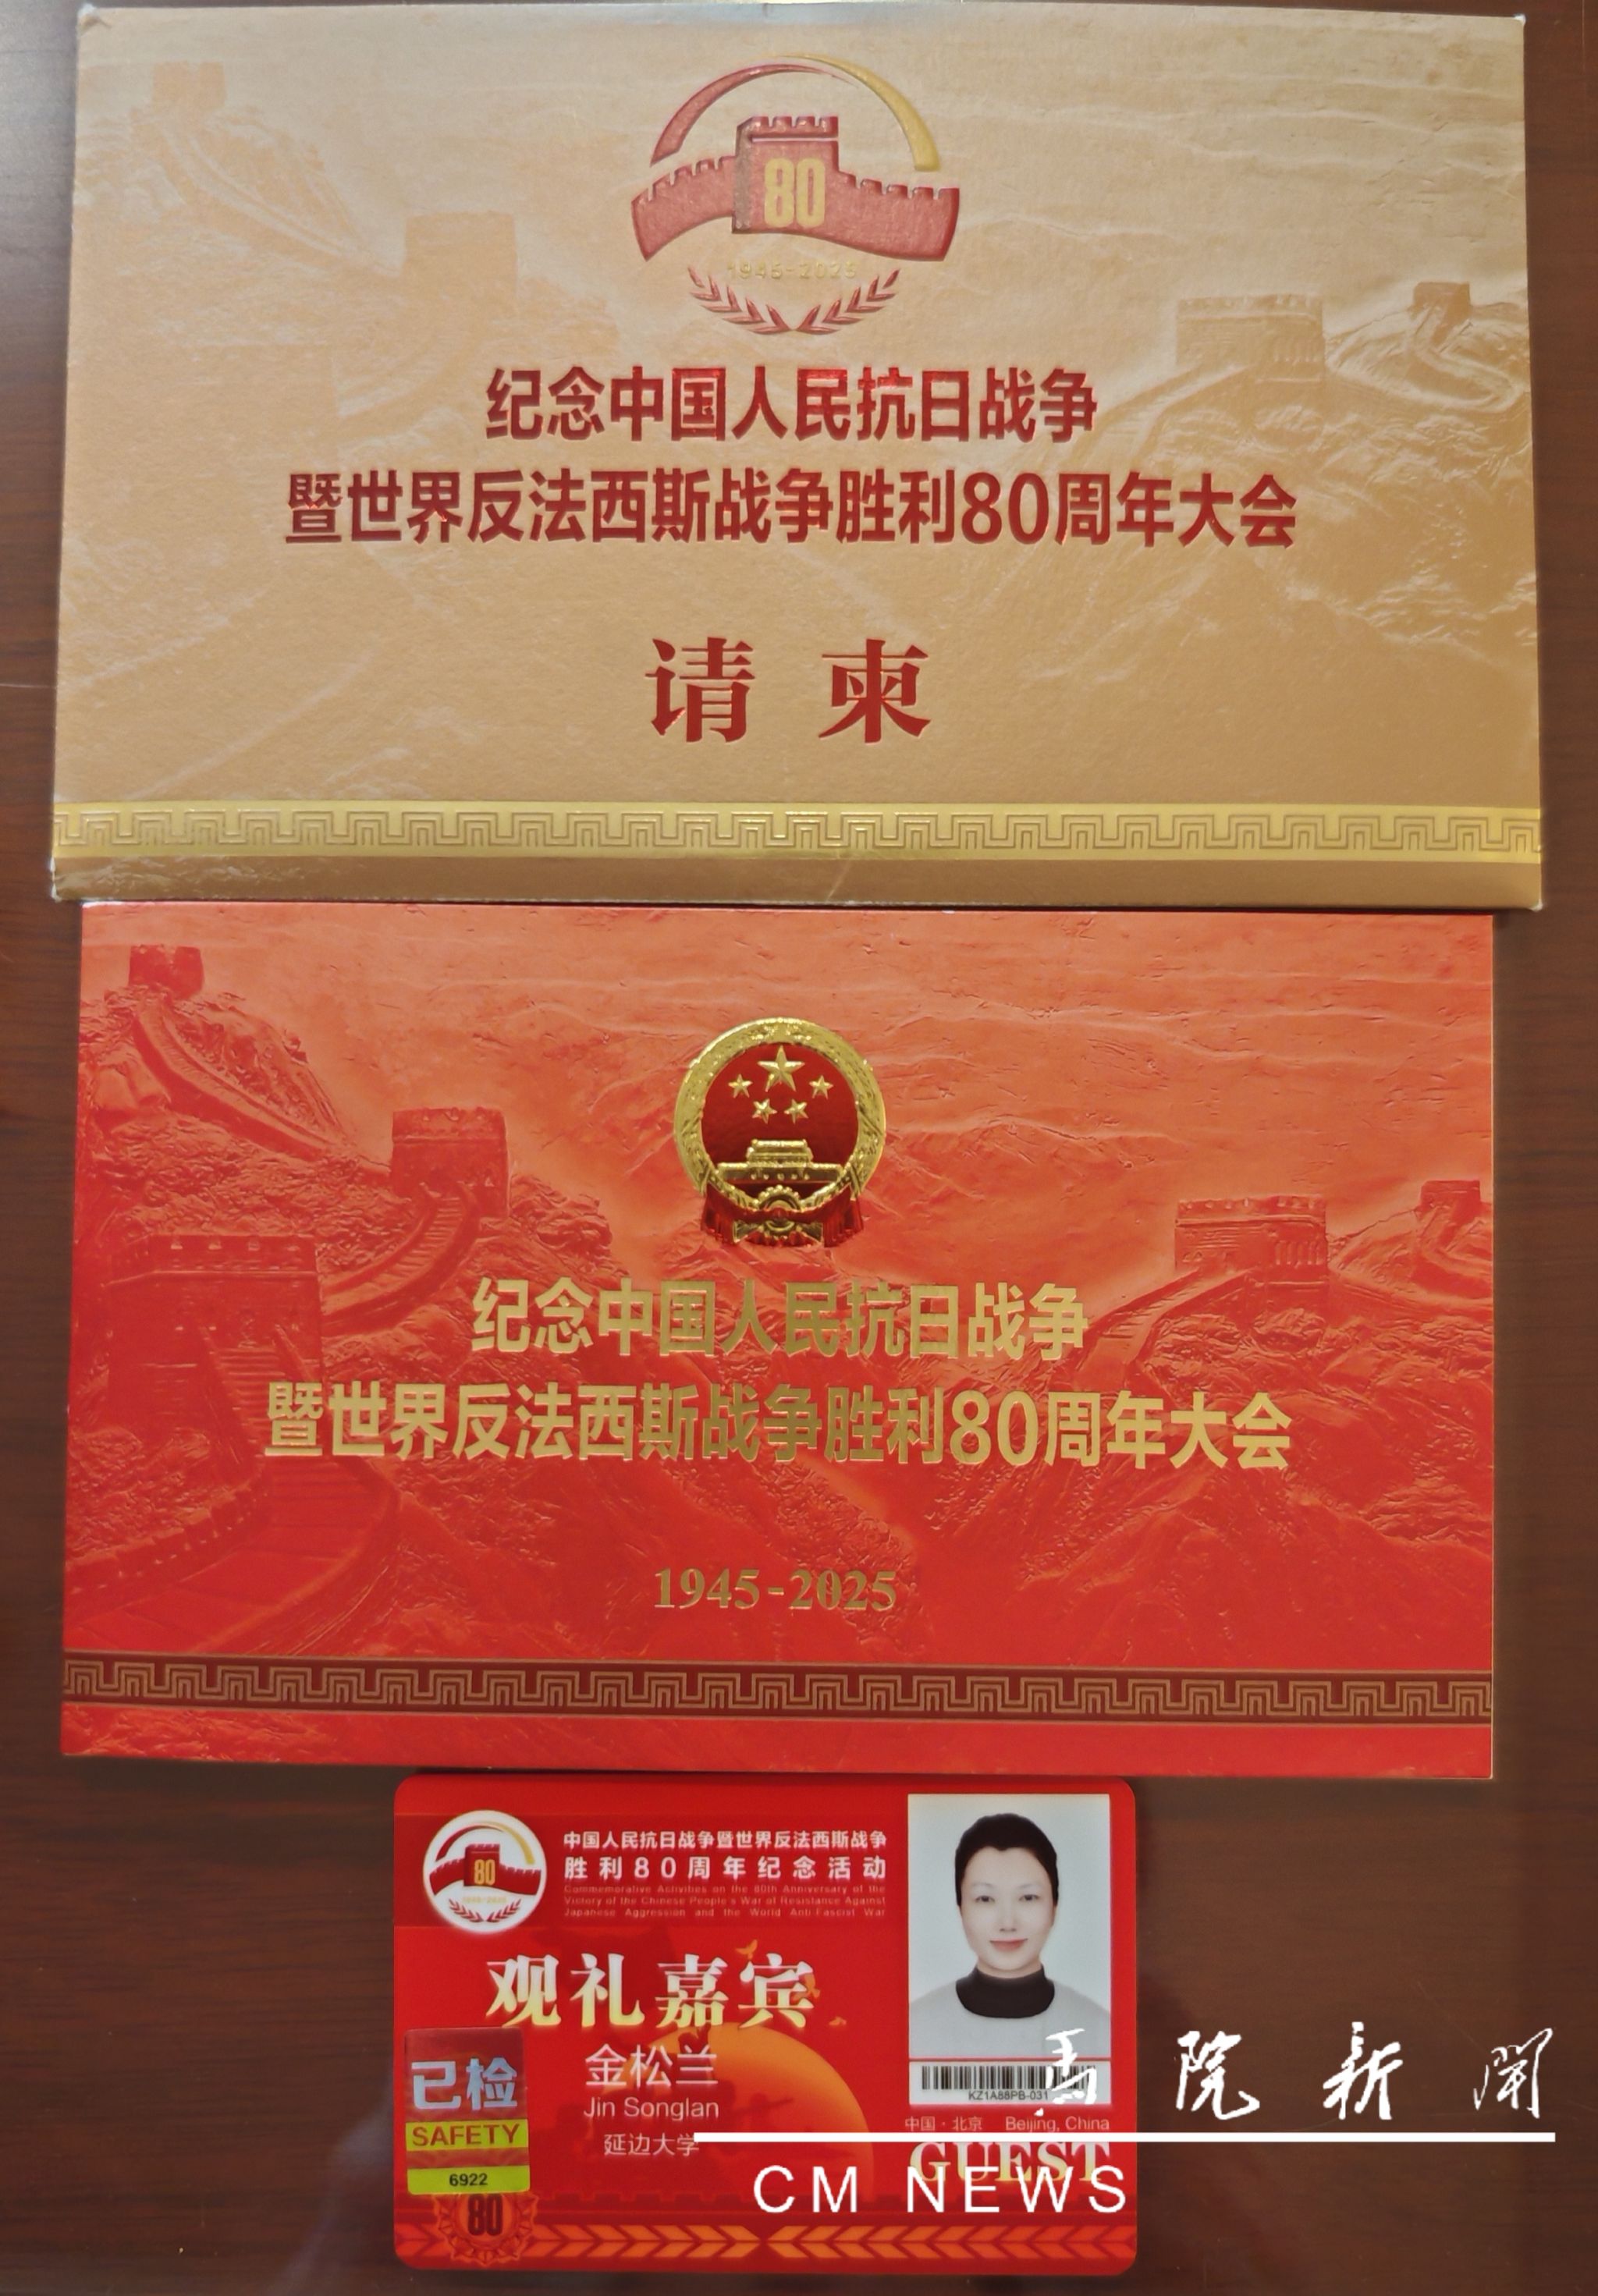 80
1945-2025
纪念中国人民抗日战争
暨世界反法西斯战争胜利80周年大会
请柬
纪念中国人民抗日战争
暨世界反法西斯战争胜利80周年大会
1945-2025
80
1945-2025
中国人民抗日战争暨世界反法西斯战争
胜利80周年纪念活动
Commemorative Activities on the 80th Anniversary of the
Victory of the Chinese People's War of Resistance Against
Japanese Aggression and the World Anti-Fascist War
观礼嘉宾
金松兰
Jin Songlan
延边大学
已检
SAFETY
6922
80
KZ1A88PB-031
中国·北京 Beijing, China
GUEST
马院新闻
CM NEWS